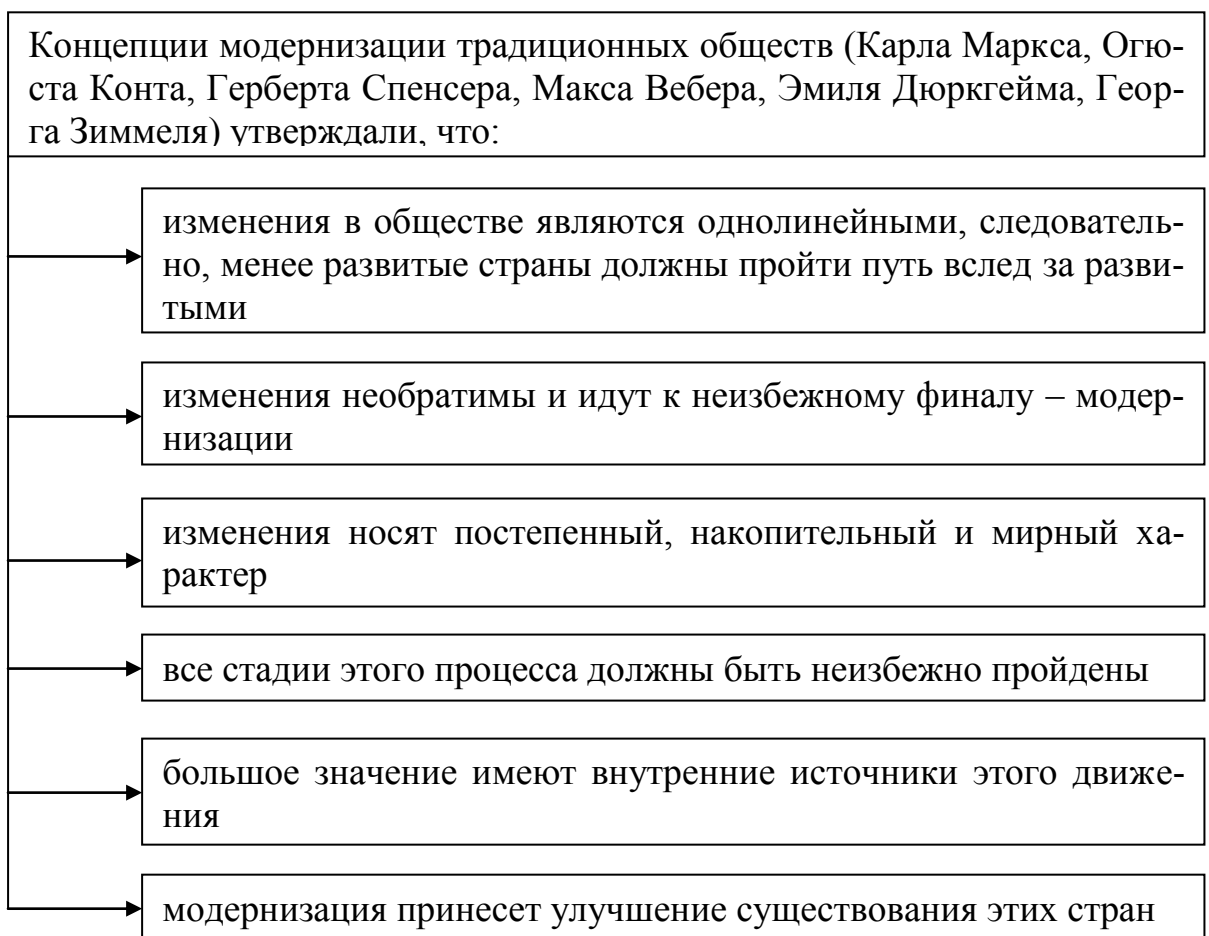 Концепции модернизации традиционных обществ (Карла Маркса, Огю-
ста Конта, Герберта Спенсера, Макса Вебера, Эмиля Дюркгейма, Геор-
га Зиммеля) утверждали, что:
изменения в обществе являются однолинейными, следователь-
но, менее развитые страны должны пройти путь вслед за разви-
тыми
изменения необратимы и идут к неизбежному финалу – модер-
низации
изменения носят постепенный, накопительный и мирный ха-
рактер
все стадии этого процесса должны быть неизбежно пройдены
большое значение имеют внутренние источники этого движе-
ния
модернизация принесет улучшение существования этих стран